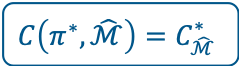 C(π*, ℳ̂) = C*_ℳ̂